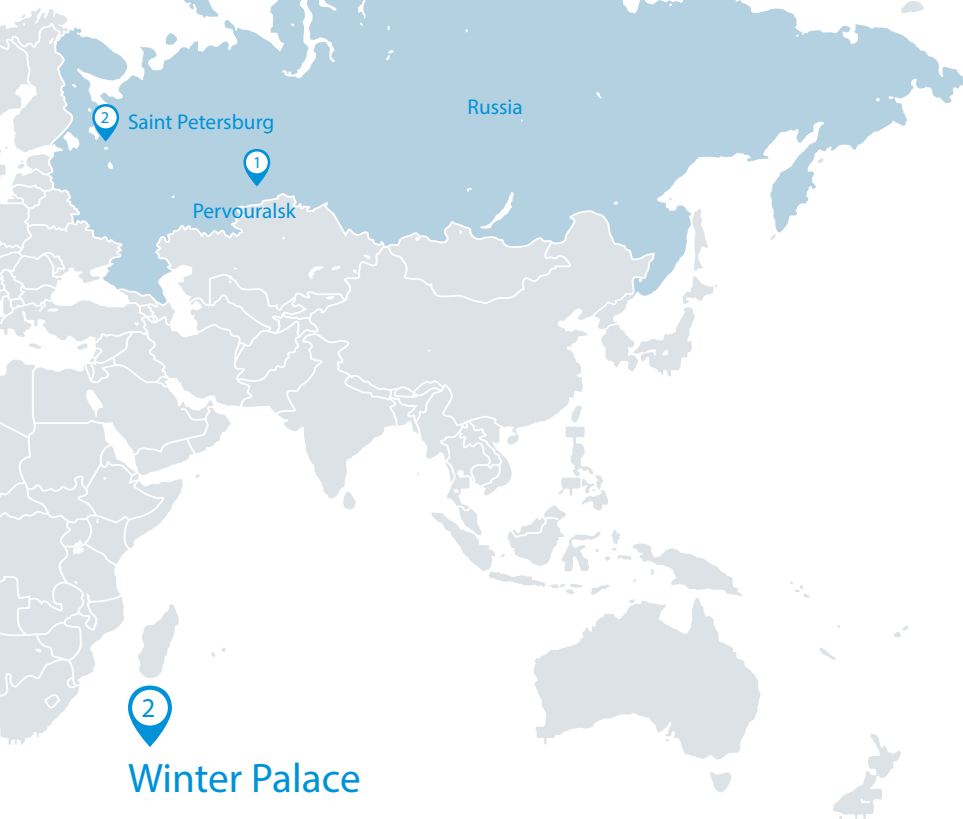 Russia
2
Saint Petersburg
1
Pervouralsk
2
Winter Palace